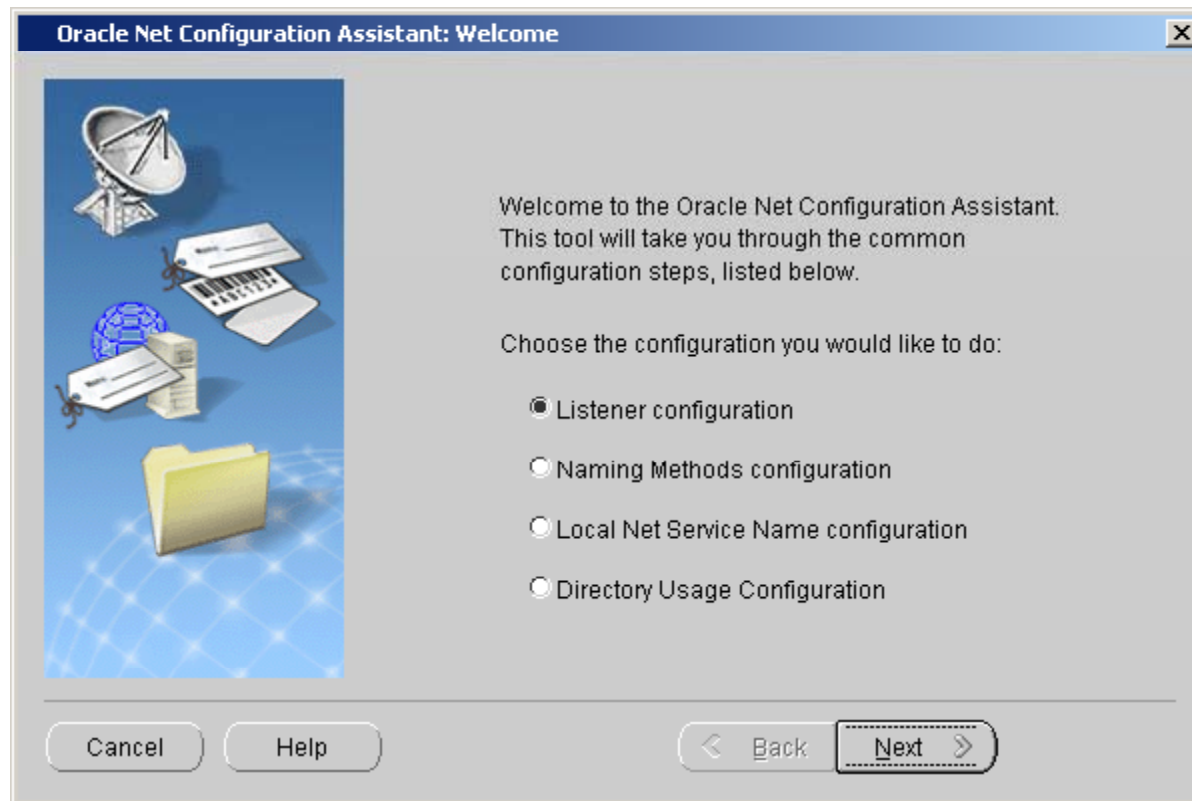 Oracle Net Configuration Assistant: Welcome
Welcome to the Oracle Net Configuration Assistant.
This tool will take you through the common
configuration steps, listed below.
Choose the configuration you would like to do:
Listener configuration
Naming Methods configuration
Local Net Service Name configuration
Directory Usage Configuration
Cancel
Help
Back
Next